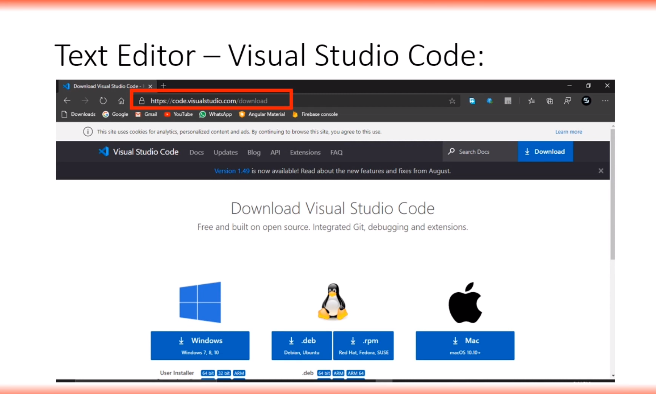 Text Editor – Visual Studio Code:
Download Visual Studio Code
https://code.visualstudio.com/download
Downloads Google Gmail YouTube WhatsApp Angular Material Firebase console
This site uses cookies for analytics, personalized content and ads. By continuing to browse this site, you agree to this use. Learn more
Visual Studio Code Docs Updates Blog API Extensions FAQ Search Docs Download
Version 1.49 is now available! Read about the new features and fixes from August.
Download Visual Studio Code
Free and built on open source. Integrated Git, debugging and extensions.
Windows .deb .rpm Mac
Windows 7, 8, 10 Debian, Ubuntu Red Hat, Fedora, SUSE macOS 10.10+
User Installer 64 bit 32 bit ARM .deb 64 bit ARM ARM 64